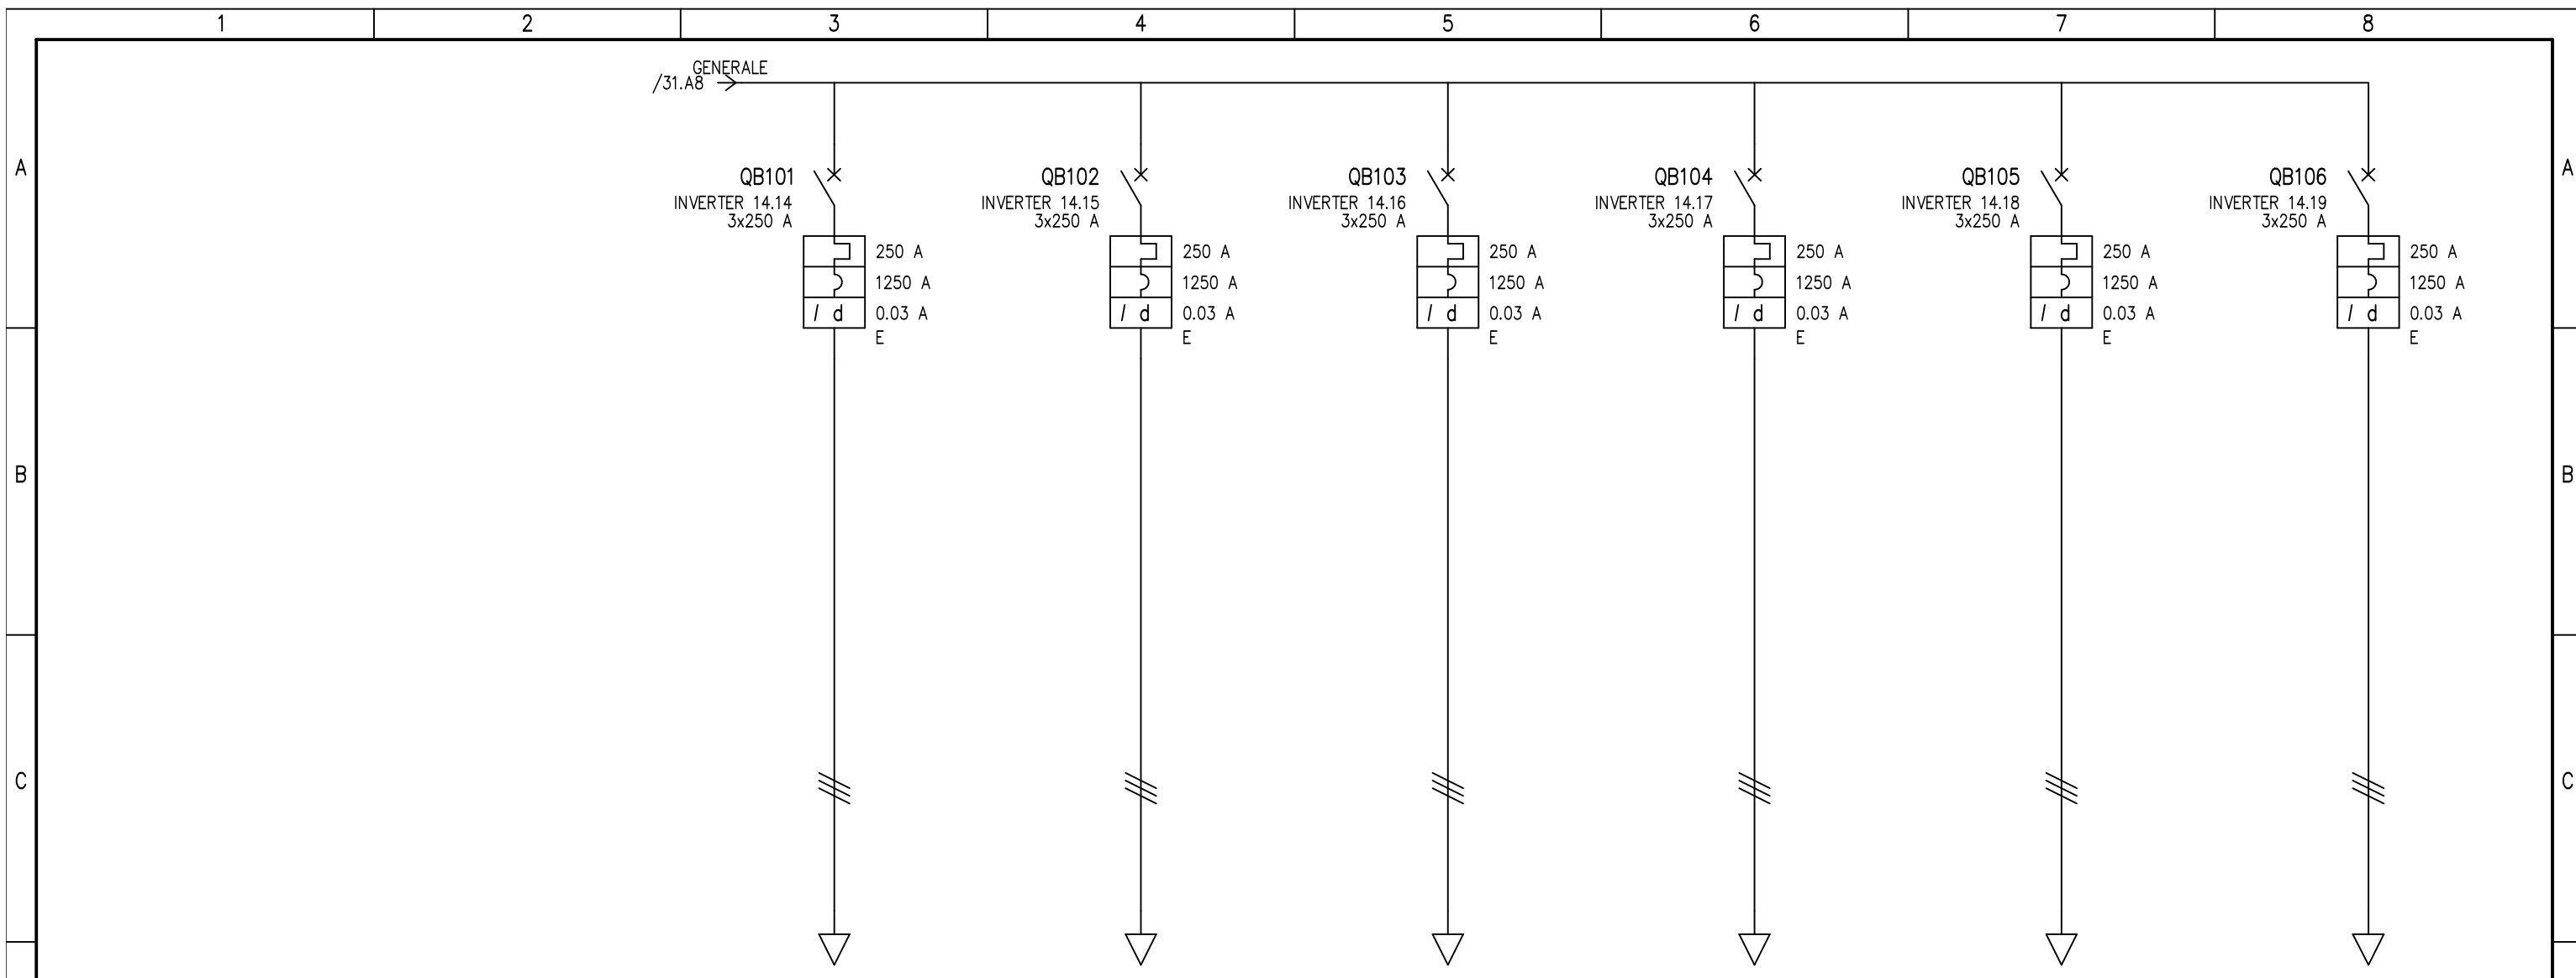 1 2 3 4 5 6 7 8
GENERALE
/31.A8
A A
QB101 QB102 QB103 QB104 QB105 QB106
INVERTER 14.14 INVERTER 14.15 INVERTER 14.16 INVERTER 14.17 INVERTER 14.18 INVERTER 14.19
3x250 A 3x250 A 3x250 A 3x250 A 3x250 A 3x250 A
250 A 250 A 250 A 250 A 250 A 250 A
1250 A 1250 A 1250 A 1250 A 1250 A 1250 A
I d 0.03 A I d 0.03 A I d 0.03 A I d 0.03 A I d 0.03 A I d 0.03 A
E E E E E E
B B
C C